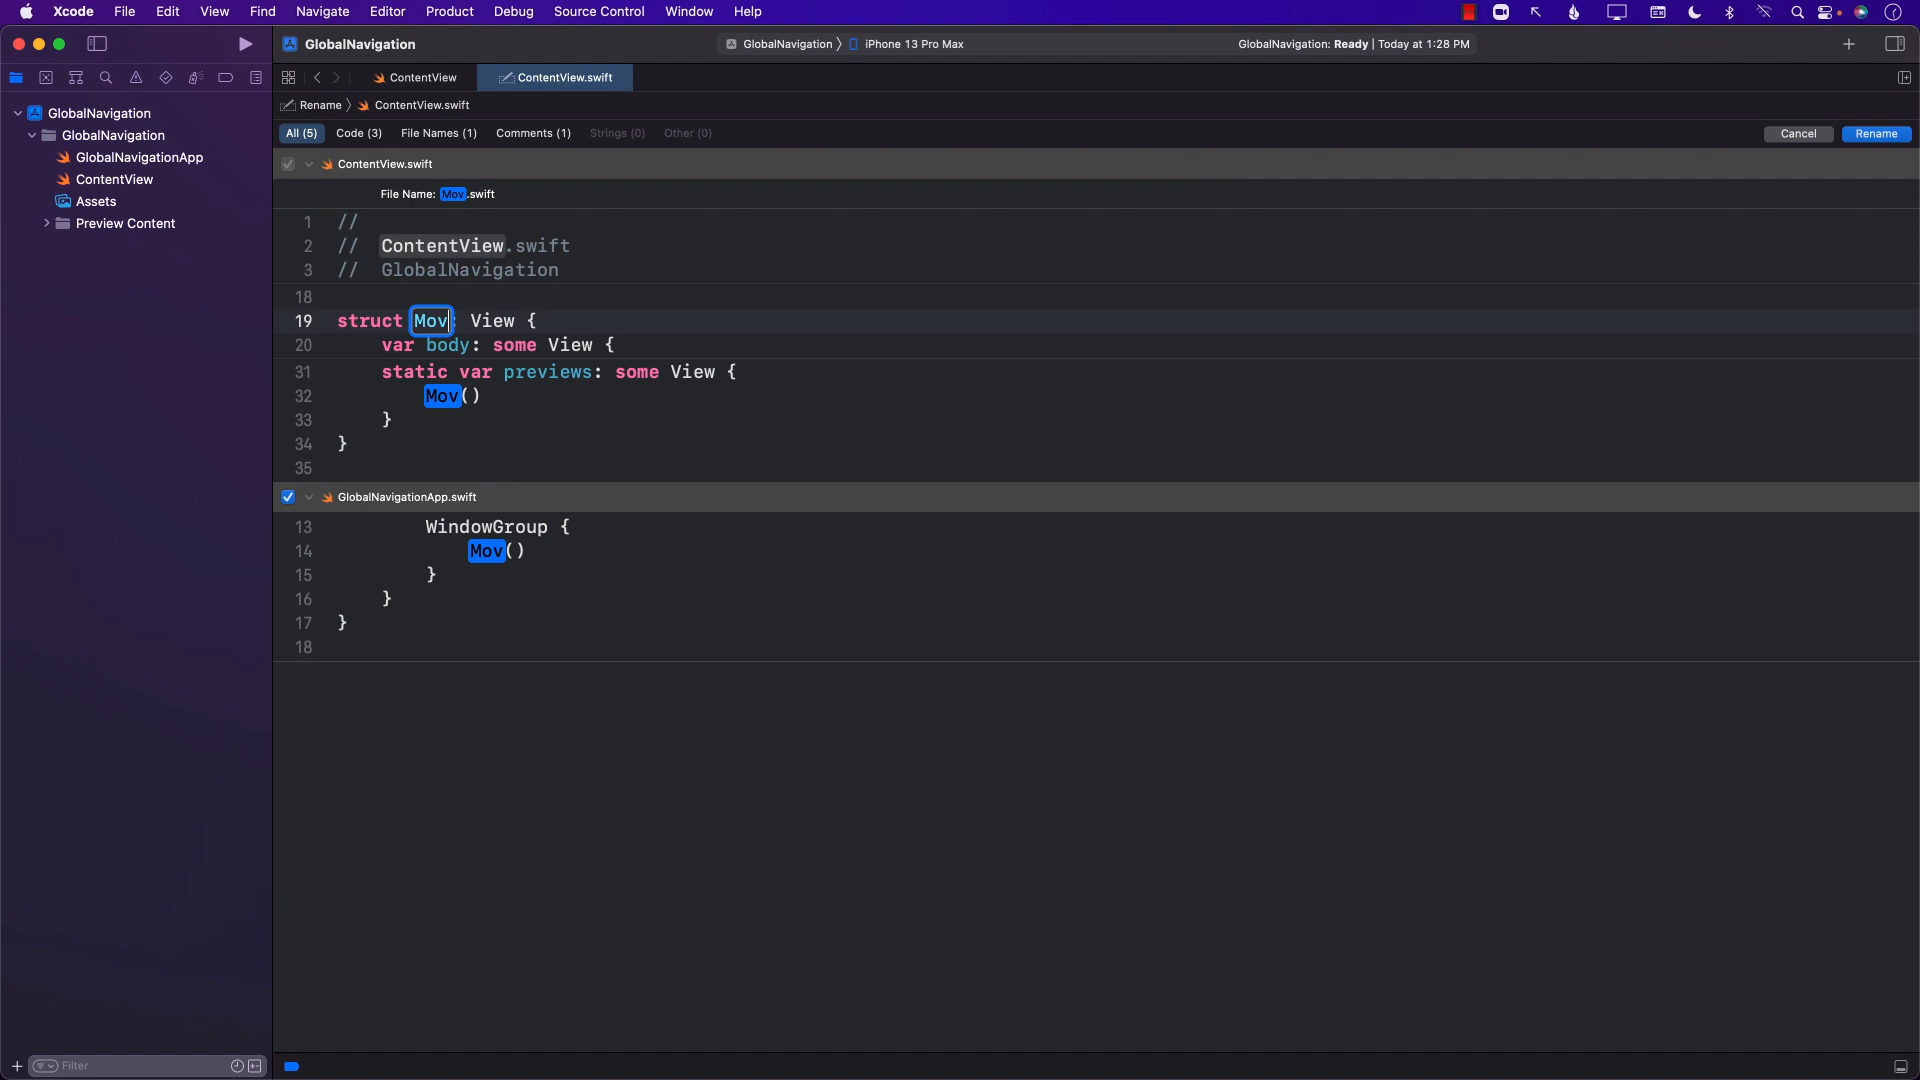 Xcode File Edit View Find Navigate Editor Product Debug Source Control Window Help
GlobalNavigation
GlobalNavigation 〉 iPhone 13 Pro Max
GlobalNavigation: Ready | Today at 1:28 PM
ContentView
ContentView.swift
Rename 〉 ContentView.swift
All (5) Code (3) File Names (1) Comments (1) Strings (0) Other (0)
Cancel
Rename
GlobalNavigation
GlobalNavigation
GlobalNavigationApp
ContentView
Assets
Preview Content
ContentView.swift
File Name: Mov.swift
1 //
2 // ContentView.swift
3 // GlobalNavigation
18
19 struct Mov: View {
20 var body: some View {
31 static var previews: some View {
32 Mov()
33 }
34 }
35
GlobalNavigationApp.swift
13 WindowGroup {
14 Mov()
15 }
16 }
17 }
18
Filter